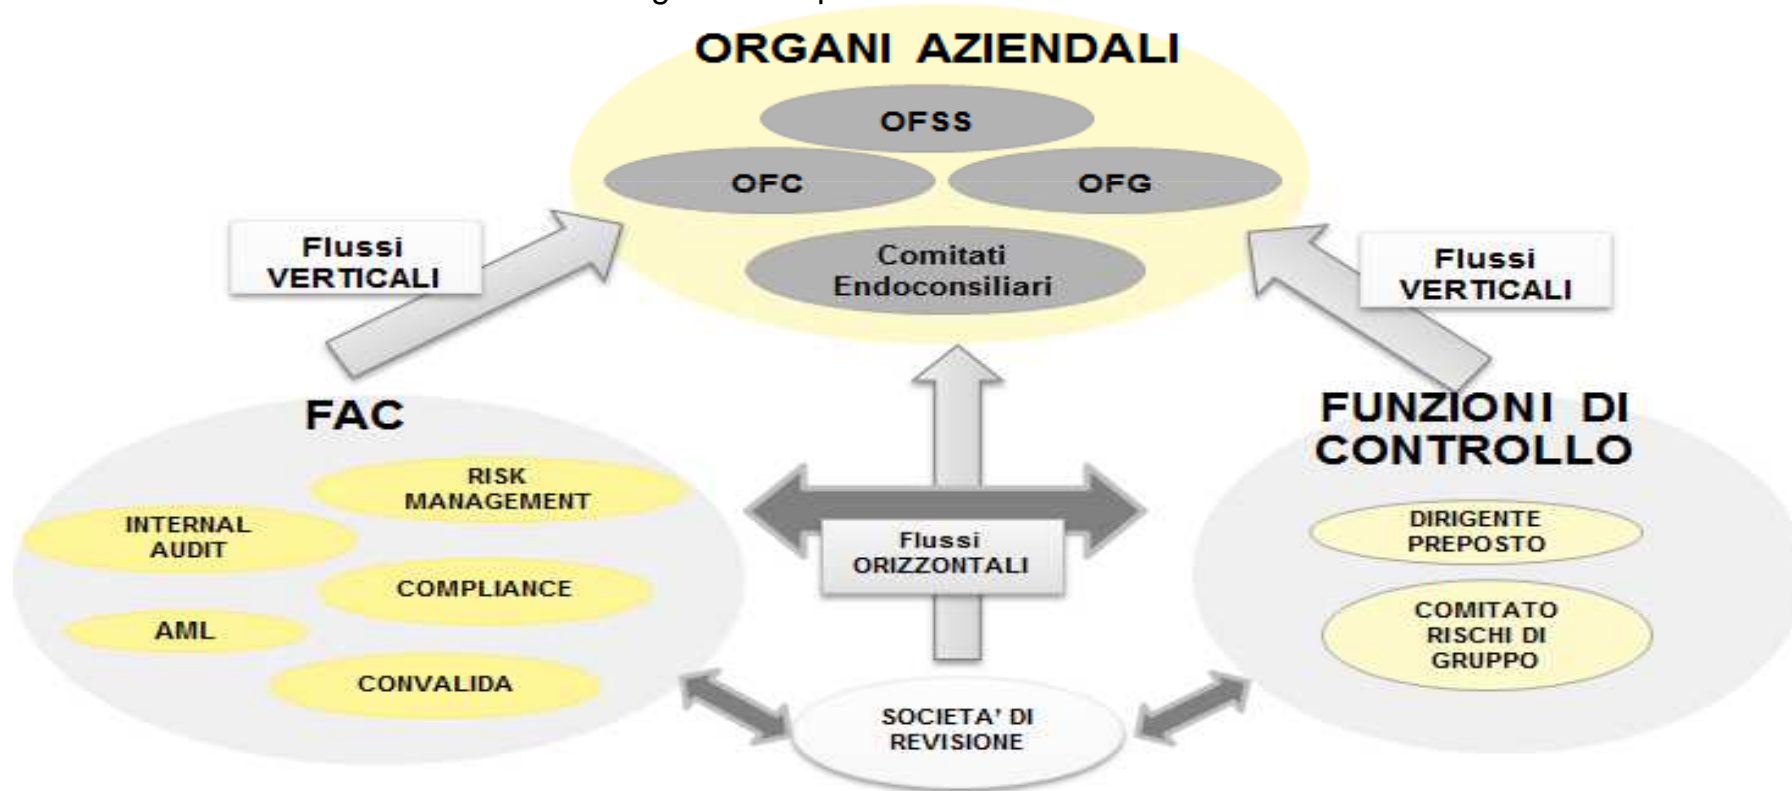 ORGANI AZIENDALI
OFSS
OFC
OFG
Comitati
Endoconsiliari
Flussi
VERTICALI
Flussi
VERTICALI
FAC
RISK
MANAGEMENT
INTERNAL
AUDIT
COMPLIANCE
AML
CONVALIDA
Flussi
ORIZZONTALI
FUNZIONI DI
CONTROLLO
DIRIGENTE
PREPOSTO
COMITATO
RISCHI DI
GRUPPO
SOCIETA' DI
REVISIONE